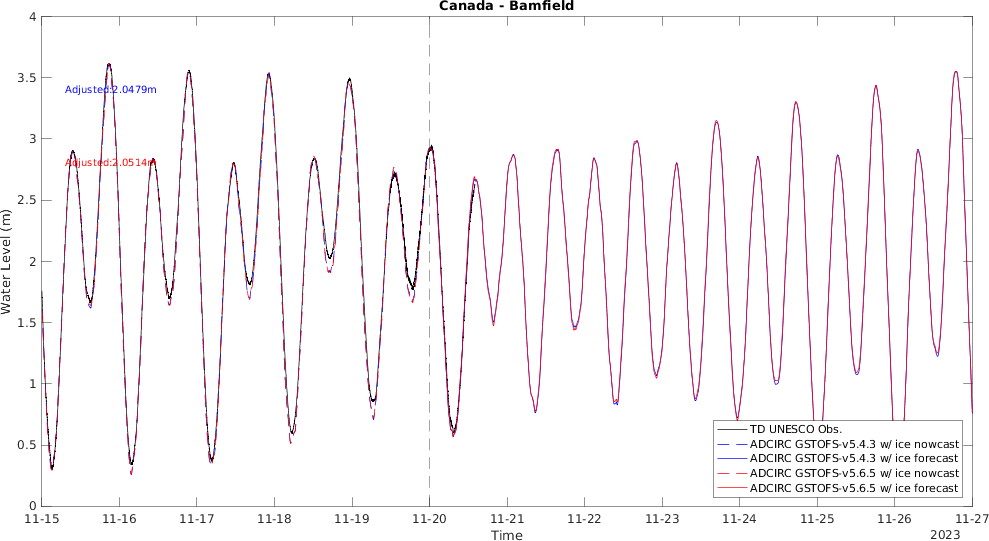 Canada - Bamfield
4
3.5
3
2.5
2
1.5
1
0.5
0
Water Level (m)
Adjusted:2.0479m
Adjusted:2.0514m
TD UNESCO Obs.
ADCIRC GSTOFS-v5.4.3 w/ ice nowcast
ADCIRC GSTOFS-v5.4.3 w/ ice forecast
ADCIRC GSTOFS-v5.6.5 w/ ice nowcast
ADCIRC GSTOFS-v5.6.5 w/ ice forecast
11-15 11-16 11-17 11-18 11-19 11-20 11-21 11-22 11-23 11-24 11-25 11-26 11-27
Time
2023